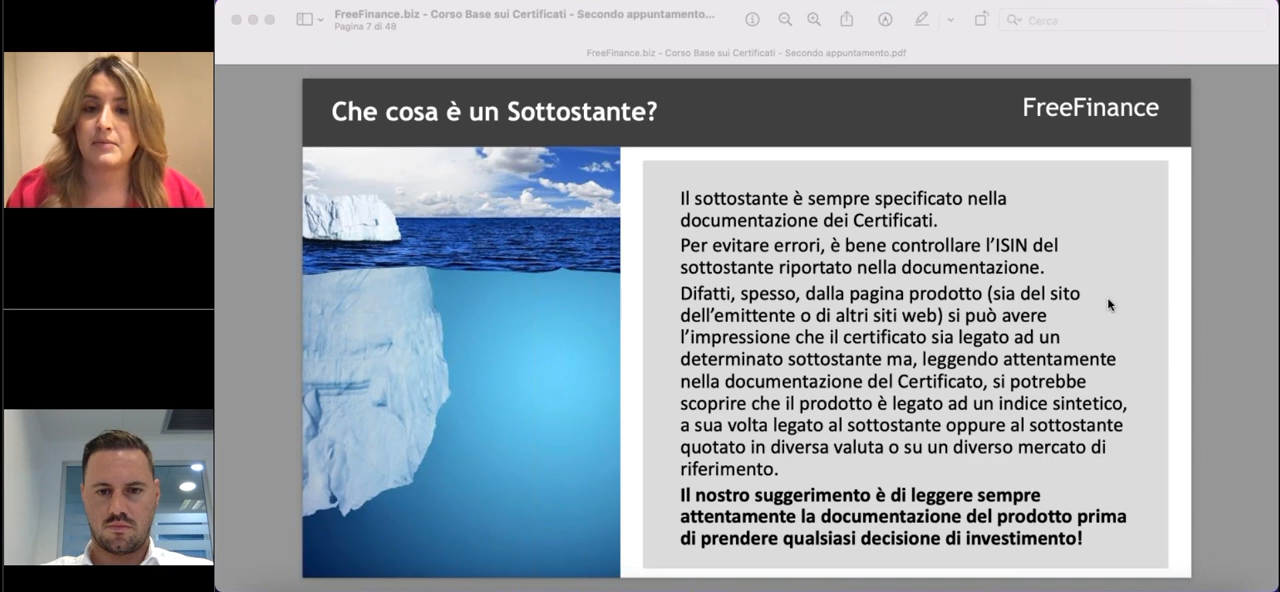 FreeFinance.biz - Corso Base sui Certificati - Secondo appuntamento...
Pagina 7 di 48
Cerca
FreeFinance.biz - Corso Base sui Certificati - Secondo appuntamento.pdf
Che cosa è un Sottostante?
FreeFinance
Il sottostante è sempre specificato nella
documentazione dei Certificati.
Per evitare errori, è bene controllare l’ISIN del
sottostante riportato nella documentazione.
Difatti, spesso, dalla pagina prodotto (sia del sito
dell’emittente o di altri siti web) si può avere
l’impressione che il certificato sia legato ad un
determinato sottostante ma, leggendo attentamente
nella documentazione del Certificato, si potrebbe
scoprire che il prodotto è legato ad un indice sintetico,
a sua volta legato al sottostante oppure al sottostante
quotato in diversa valuta o su un diverso mercato di
riferimento.
Il nostro suggerimento è di leggere sempre
attentamente la documentazione del prodotto prima
di prendere qualsiasi decisione di investimento!